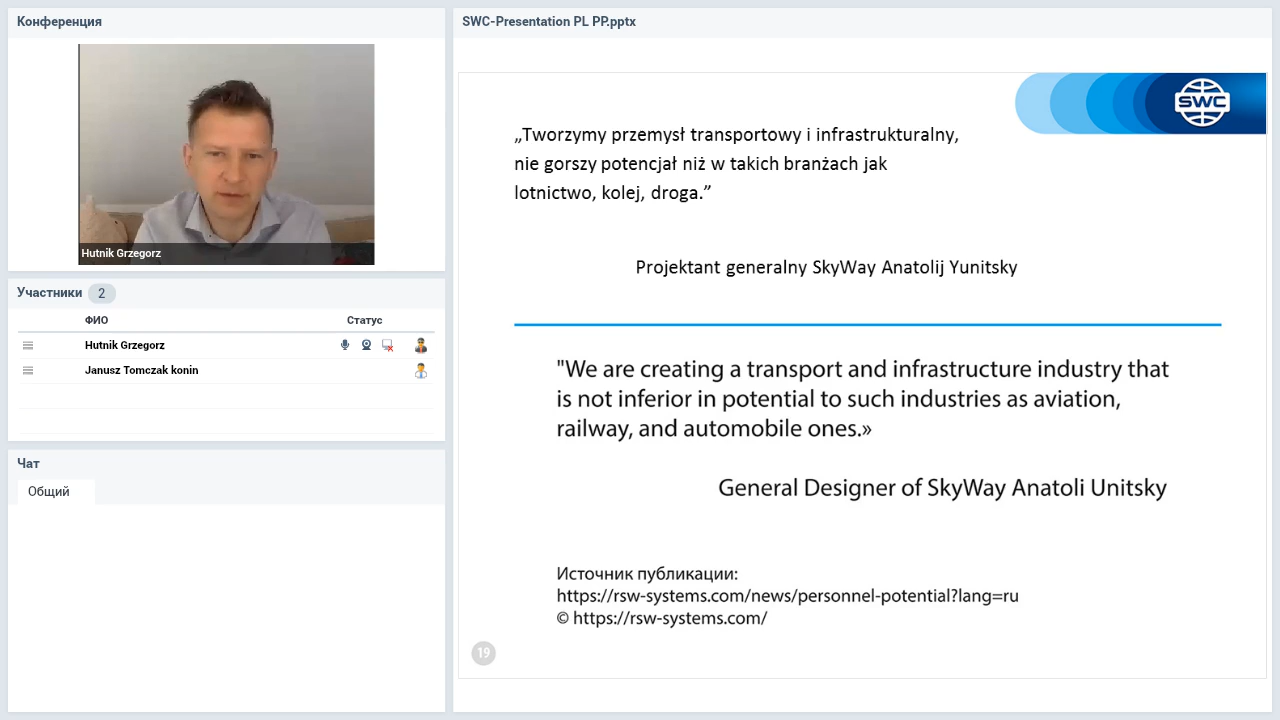 Конференция
Hutnik Grzegorz
Участники 2
ФИО Статус
Hutnik Grzegorz
Janusz Tomczak konin
Чат
Общий
SWC-Presentation PL PP.pptx
SWC
„Tworzymy przemysł transportowy i infrastrukturalny,
nie gorszy potencjał niż w takich branżach jak
lotnictwo, kolej, droga.”
Projektant generalny SkyWay Anatolij Yunitsky
"We are creating a transport and infrastructure industry that
is not inferior in potential to such industries as aviation,
railway, and automobile ones.»
General Designer of SkyWay Anatoli Unitsky
Источник публикации:
https://rsw-systems.com/news/personnel-potential?lang=ru
© https://rsw-systems.com/
19